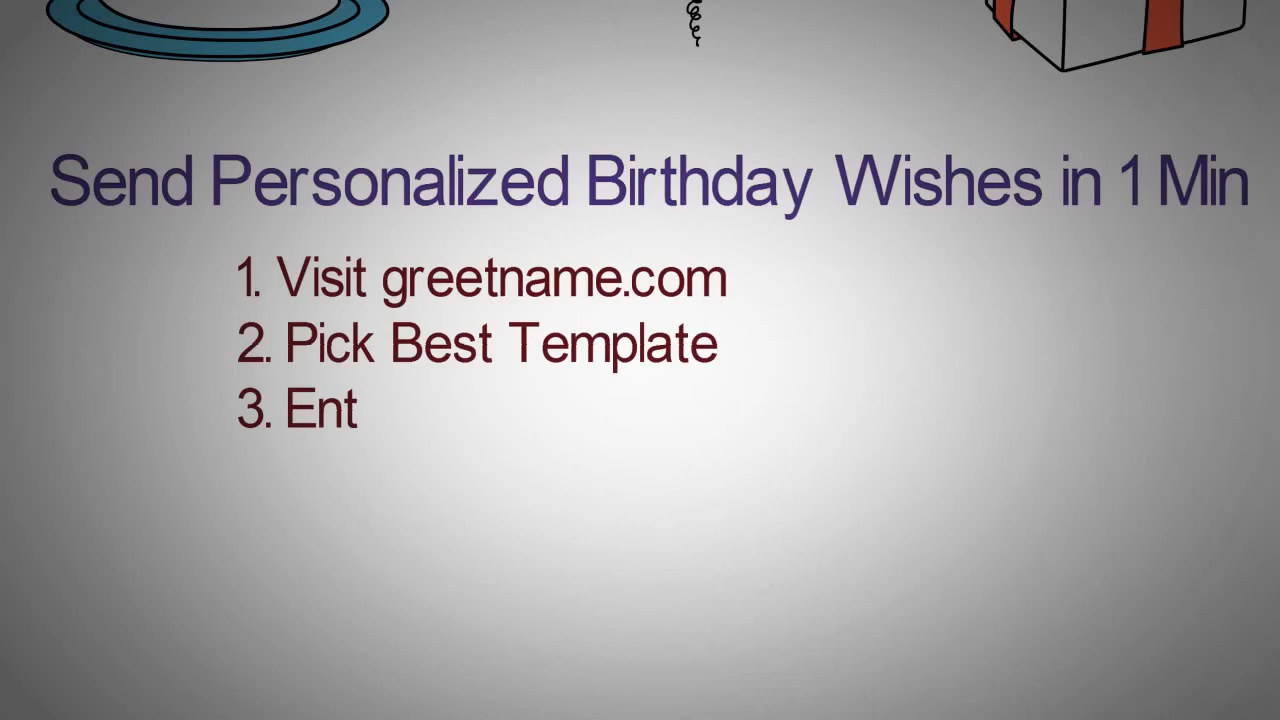 Send Personalized Birthday Wishes in 1 Min
1. Visit greetname.com
2. Pick Best Template
3. Ent